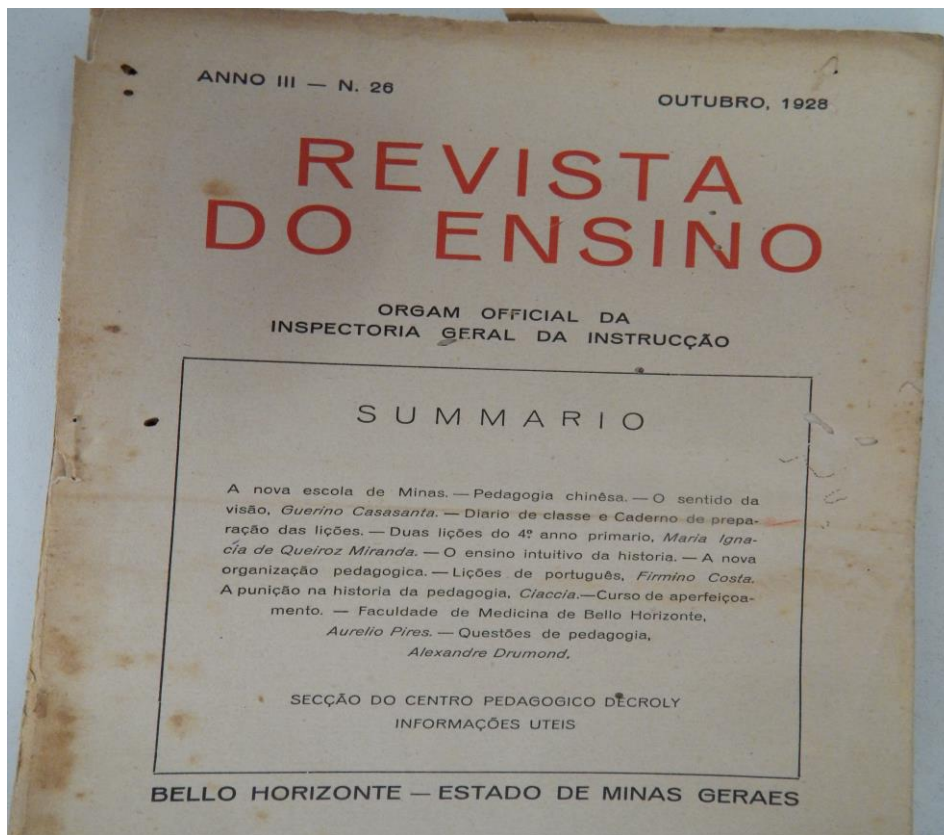 ANNO III — N. 26
OUTUBRO, 1928
REVISTA
DO ENSINO
ORGAM OFFICIAL DA
INSPECTORIA GERAL DA INSTRUCÇÃO
SUMMARIO
A nova escola de Minas. — Pedagogia chinêsa. — O sentido da
visão, Guerino Casasanta. — Diario de classe e Caderno de prepa-
ração das lições. — Duas lições do 4º anno primario, Maria Igna-
cia de Queiroz Miranda. — O ensino intuitivo da historia. — A nova
organização pedagogica. — Lições de português, Firmino Costa.
A punição na historia da pedagogia, Ciaccia.—Curso de aperfeiçoa-
mento. — Faculdade de Medicina de Bello Horizonte,
Aurelio Pires. — Questões de pedagogia,
Alexandre Drumond.
SECÇÃO DO CENTRO PEDAGOGICO DECROLY
INFORMAÇÕES UTEIS
BELLO HORIZONTE — ESTADO DE MINAS GERAES